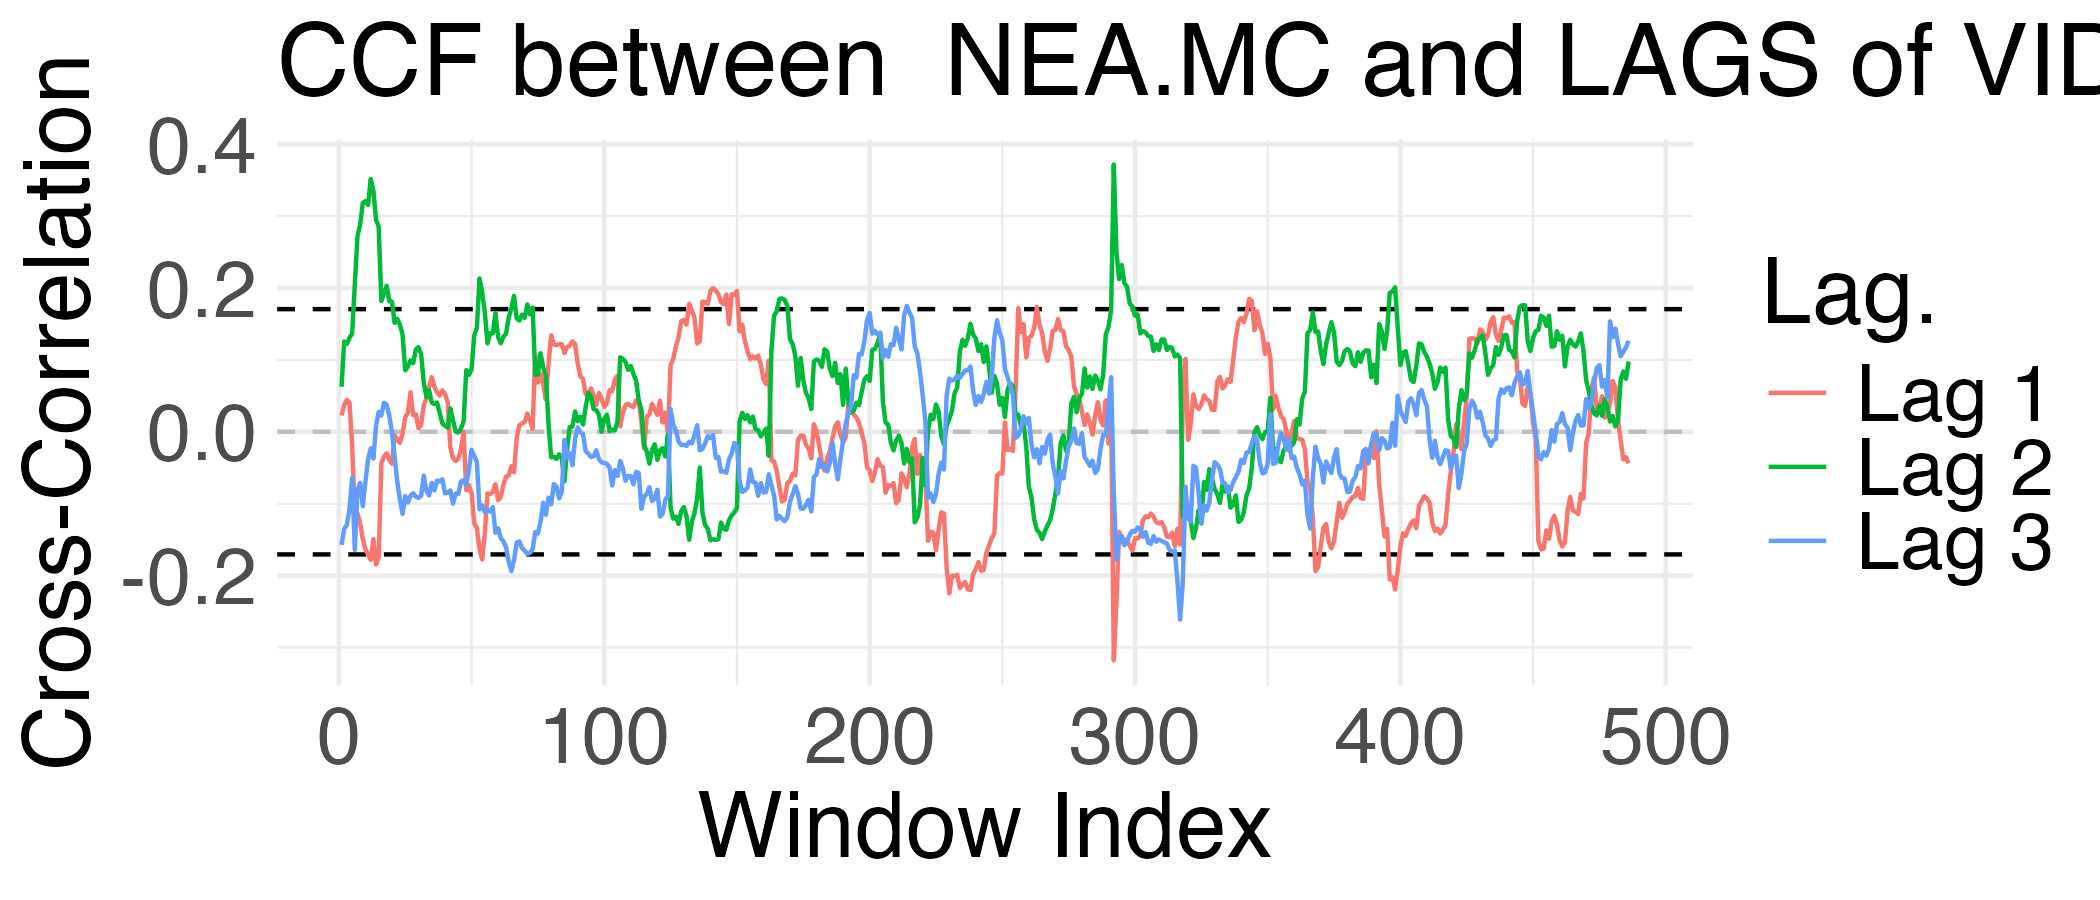 CCF between  NEA.MC and LAGS of VID
Cross-Correlation
0.4
0.2
0.0
-0.2
0
100
200
300
400
500
Window Index
Lag.
Lag 1
Lag 2
Lag 3